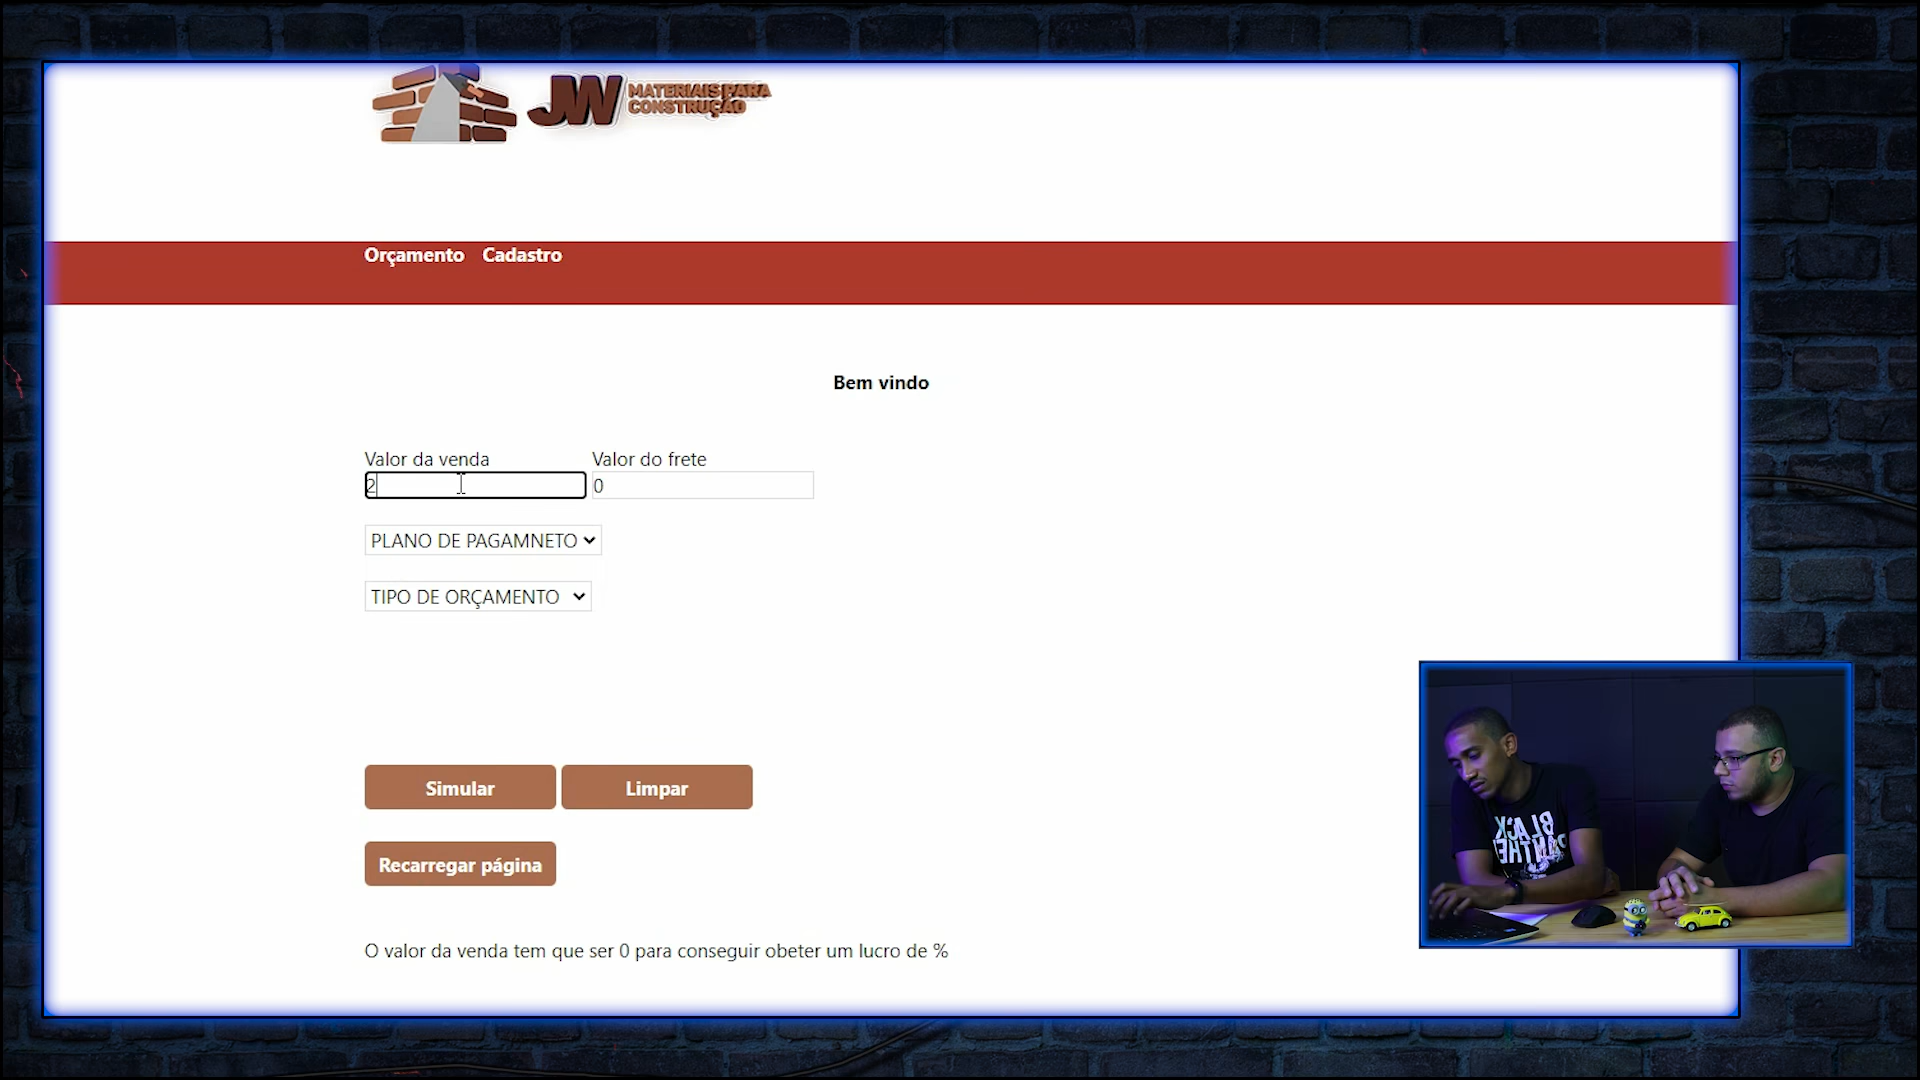 JW MATERIAIS PARA
CONSTRUÇÃO
Orçamento Cadastro
Bem vindo
Valor da venda Valor do frete
2 0
PLANO DE PAGAMNETO
TIPO DE ORÇAMENTO
Simular Limpar
Recarregar página
O valor da venda tem que ser 0 para conseguir obeter um lucro de %
BLACK
PANTHER